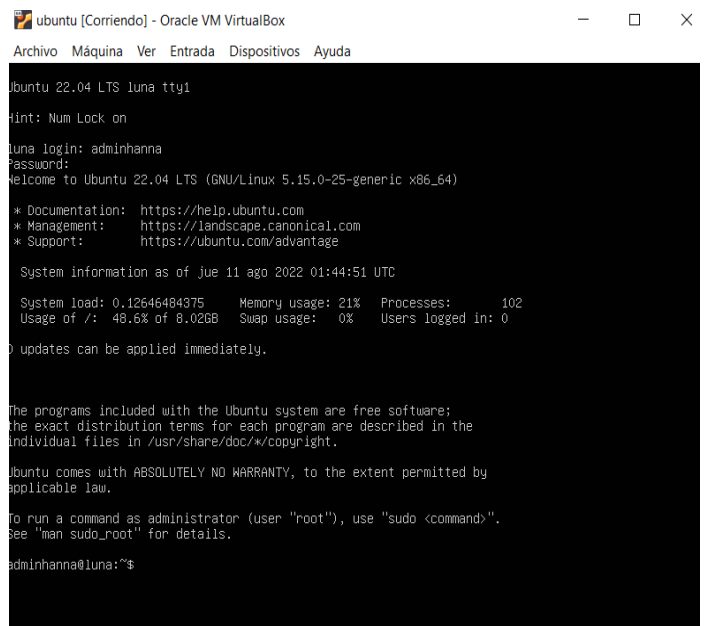 ubuntu [Corriendo] - Oracle VM VirtualBox
Archivo Máquina Ver Entrada Dispositivos Ayuda
Ubuntu 22.04 LTS luna tty1
Hint: Num Lock on
luna login: adminhanna
Password:
Welcome to Ubuntu 22.04 LTS (GNU/Linux 5.15.0-25-generic x86_64)
* Documentation: https://help.ubuntu.com
* Management: https://landscape.canonical.com
* Support: https://ubuntu.com/advantage
System information as of jue 11 ago 2022 01:44:51 UTC
System load: 0.12646484375 Memory usage: 21% Processes: 102
Usage of /: 48.6% of 8.02GB Swap usage: 0% Users logged in: 0
0 updates can be applied immediately.
The programs included with the Ubuntu system are free software;
the exact distribution terms for each program are described in the
individual files in /usr/share/doc/*/copyright.
Ubuntu comes with ABSOLUTELY NO WARRANTY, to the extent permitted by
applicable law.
To run a command as administrator (user "root"), use "sudo <command>".
See "man sudo_root" for details.
adminhanna@luna:~$